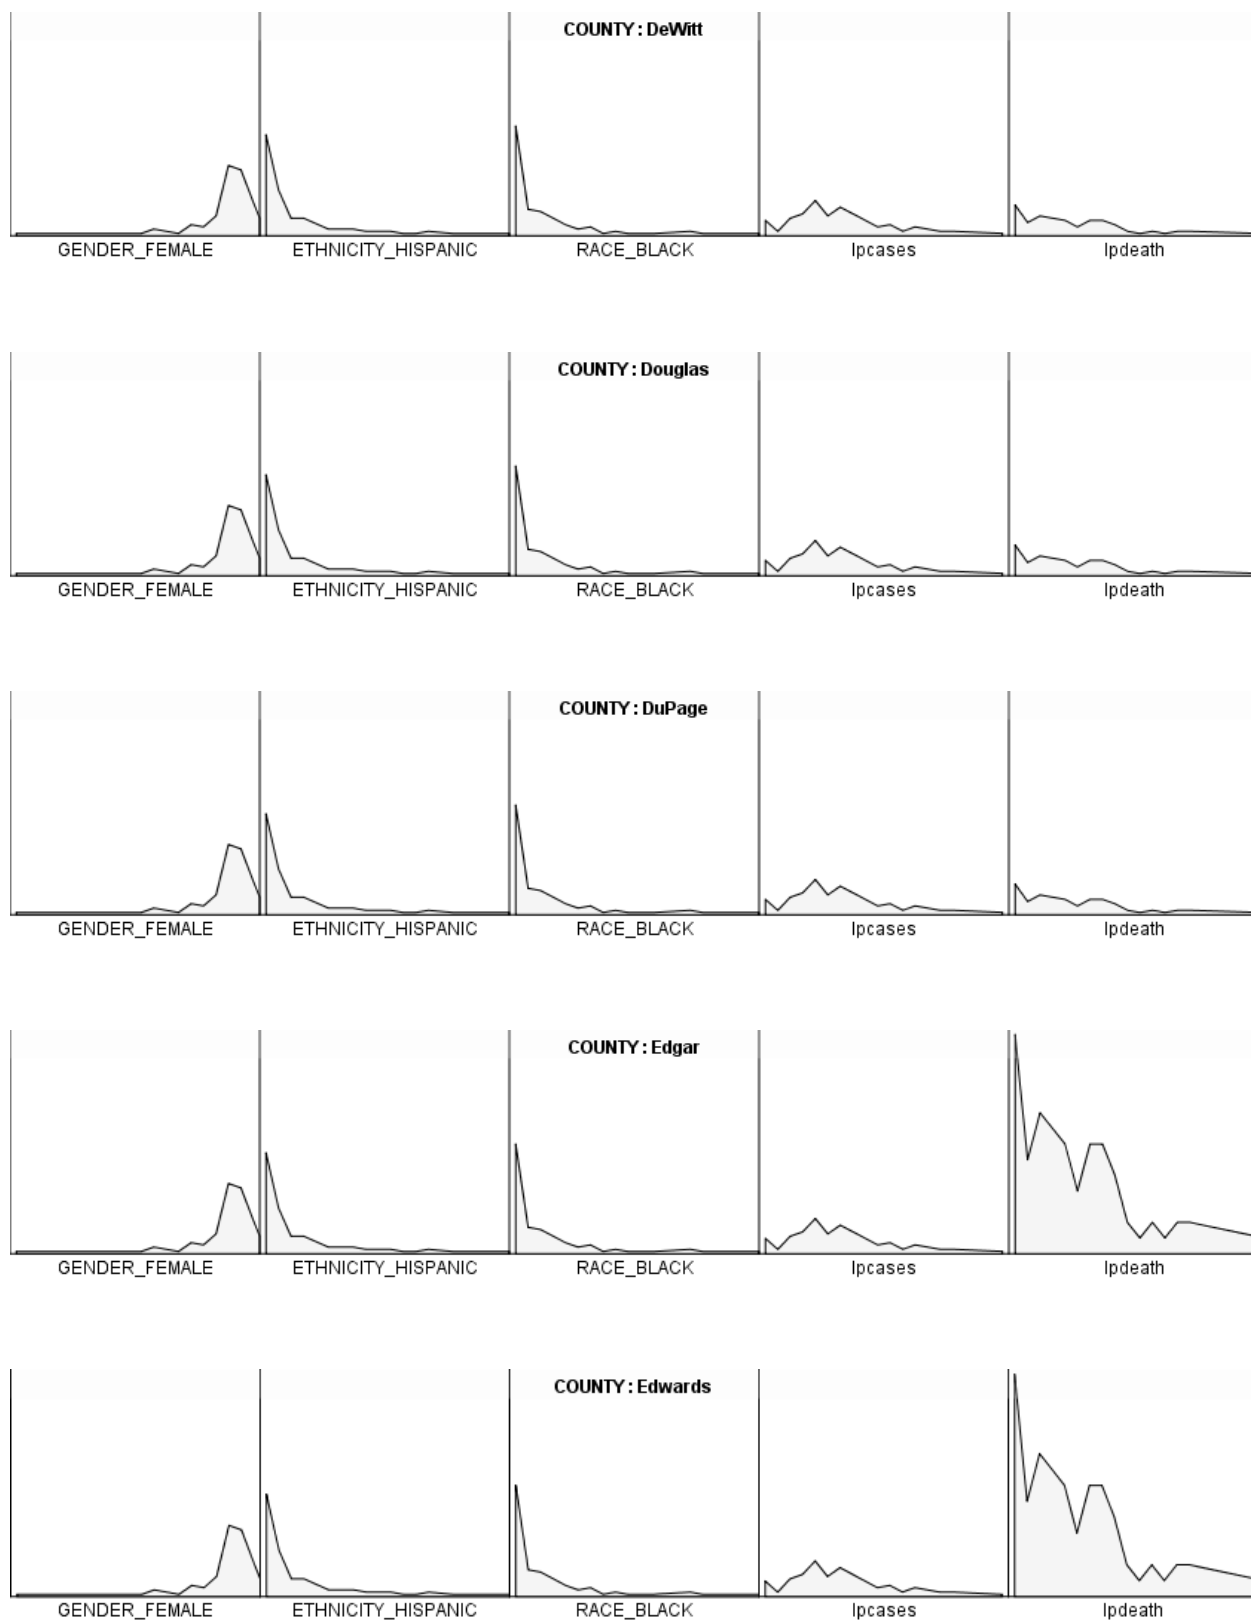 COUNTY : DeWitt
GENDER_FEMALE ETHNICITY_HISPANIC RACE_BLACK lpcases lpdeath
COUNTY : Douglas
GENDER_FEMALE ETHNICITY_HISPANIC RACE_BLACK lpcases lpdeath
COUNTY : DuPage
GENDER_FEMALE ETHNICITY_HISPANIC RACE_BLACK lpcases lpdeath
COUNTY : Edgar
GENDER_FEMALE ETHNICITY_HISPANIC RACE_BLACK lpcases lpdeath
COUNTY : Edwards
GENDER_FEMALE ETHNICITY_HISPANIC RACE_BLACK lpcases lpdeath